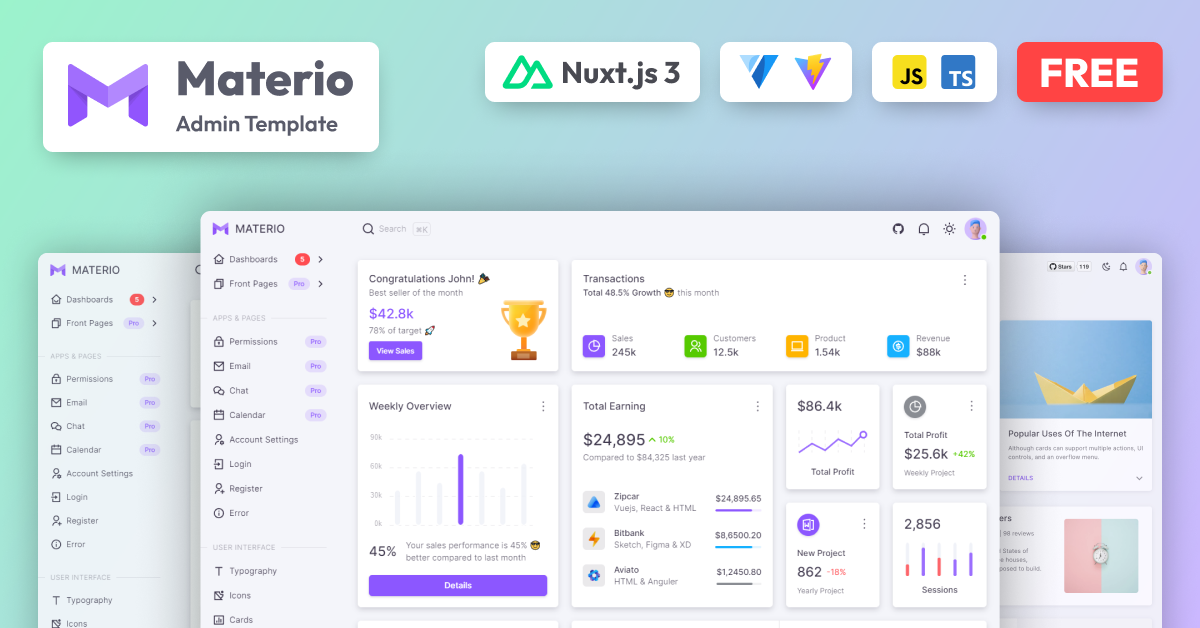 Materio
Admin Template
Nuxt.js 3
JS
TS
FREE
MATERIO
Dashboards 5
Front Pages Pro
APPS & PAGES
Permissions Pro
Email Pro
Chat Pro
Calendar Pro
Account Settings
Login
Register
Error
USER INTERFACE
Typography
Icons
MATERIO
Dashboards 5
Front Pages Pro
APPS & PAGES
Permissions Pro
Email Pro
Chat Pro
Calendar Pro
Account Settings
Login
Register
Error
USER INTERFACE
Typography
Icons
Cards
Search ⌘K
Congratulations John! 🎉
Best seller of the month
$42.8k
78% of target 🚀
View Sales
Transactions
Total 48.5% Growth 😎 this month
Sales
245k
Customers
12.5k
Product
1.54k
Revenue
$88k
Weekly Overview
90k
60k
30k
0k
45%
Your sales performance is 45% 😎
better compared to last month
Details
Total Earning
$24,895 10%
Compared to $84,325 last year
Zipcar
Vuejs, React & HTML
$24,895.65
Bitbank
Sketch, Figma & XD
$8,6500.20
Aviato
HTML & Anguler
$1,2450.80
$86.4k
Total Profit
Total Profit
$25.6k +42%
Weekly Project
New Project
862 -18%
Yearly Project
2,856
Sessions
Stars 119
Popular Uses Of The Internet
Although cards can support multiple actions, UI
controls, and an overflow menu.
DETAILS
ers
98 reviews
States of
e houses,
posed to build.